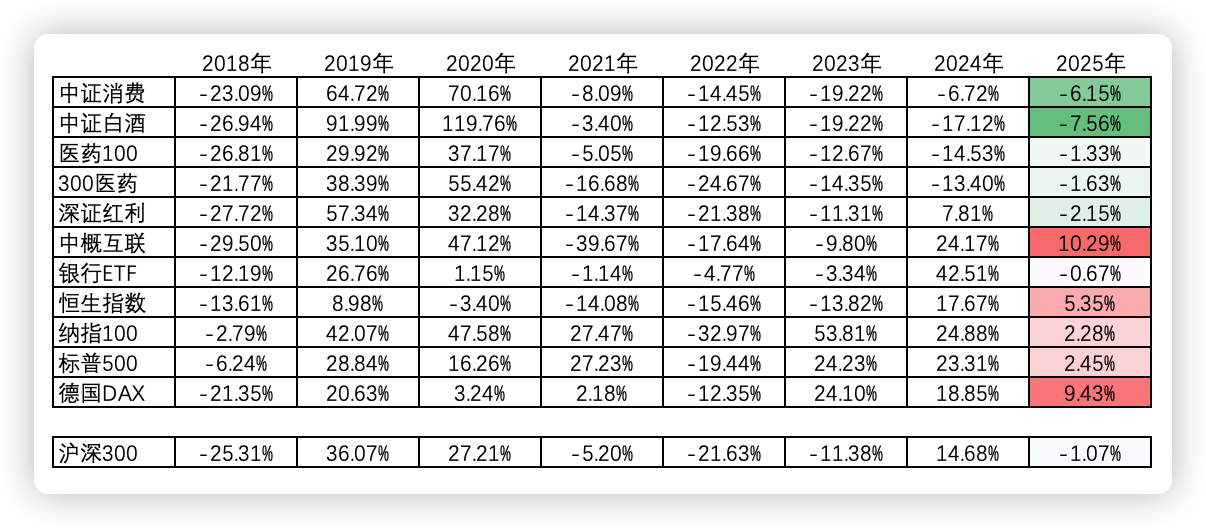 2018年 2019年 2020年 2021年 2022年 2023年 2024年 2025年
中证消费 -23.09% 64.72% 70.16% -8.09% -14.45% -19.22% -6.72% -6.15%
中证白酒 -26.94% 91.99% 119.76% -3.40% -12.53% -19.22% -17.12% -7.56%
医药100 -26.81% 29.92% 37.17% -5.05% -19.66% -12.67% -14.53% -1.33%
300医药 -21.77% 38.39% 55.42% -16.68% -24.67% -14.35% -13.40% -1.63%
深证红利 -27.72% 57.34% 32.28% -14.37% -21.38% -11.31% 7.81% -2.15%
中概互联 -29.50% 35.10% 47.12% -39.67% -17.64% -9.80% 24.17% 10.29%
银行ETF -12.19% 26.76% 1.15% -1.14% -4.77% -3.34% 42.51% -0.67%
恒生指数 -13.61% 8.98% -3.40% -14.08% -15.46% -13.82% 17.67% 5.35%
纳指100 -2.79% 42.07% 47.58% 27.47% -32.97% 53.81% 24.88% 2.28%
标普500 -6.24% 28.84% 16.26% 27.23% -19.44% 24.23% 23.31% 2.45%
德国DAX -21.35% 20.63% 3.24% 2.18% -12.35% 24.10% 18.85% 9.43%
沪深300 -25.31% 36.07% 27.21% -5.20% -21.63% -11.38% 14.68% -1.07%